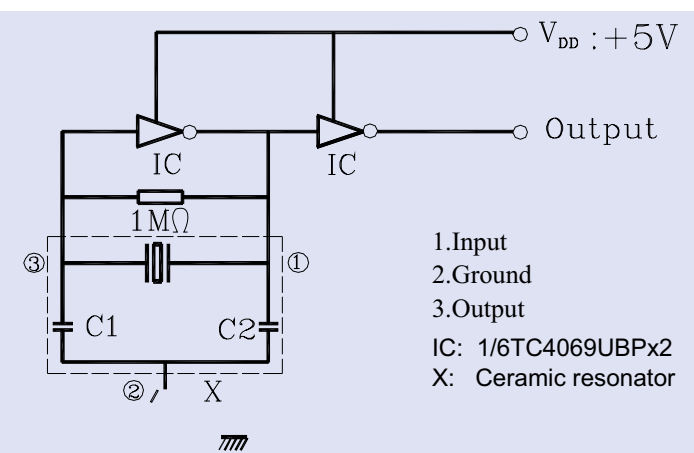 V_DD : +5V
Output
IC
IC
1MΩ
③
①
C1
C2
②
X
1.Input
2.Ground
3.Output
IC: 1/6TC4069UBPx2
X: Ceramic resonator